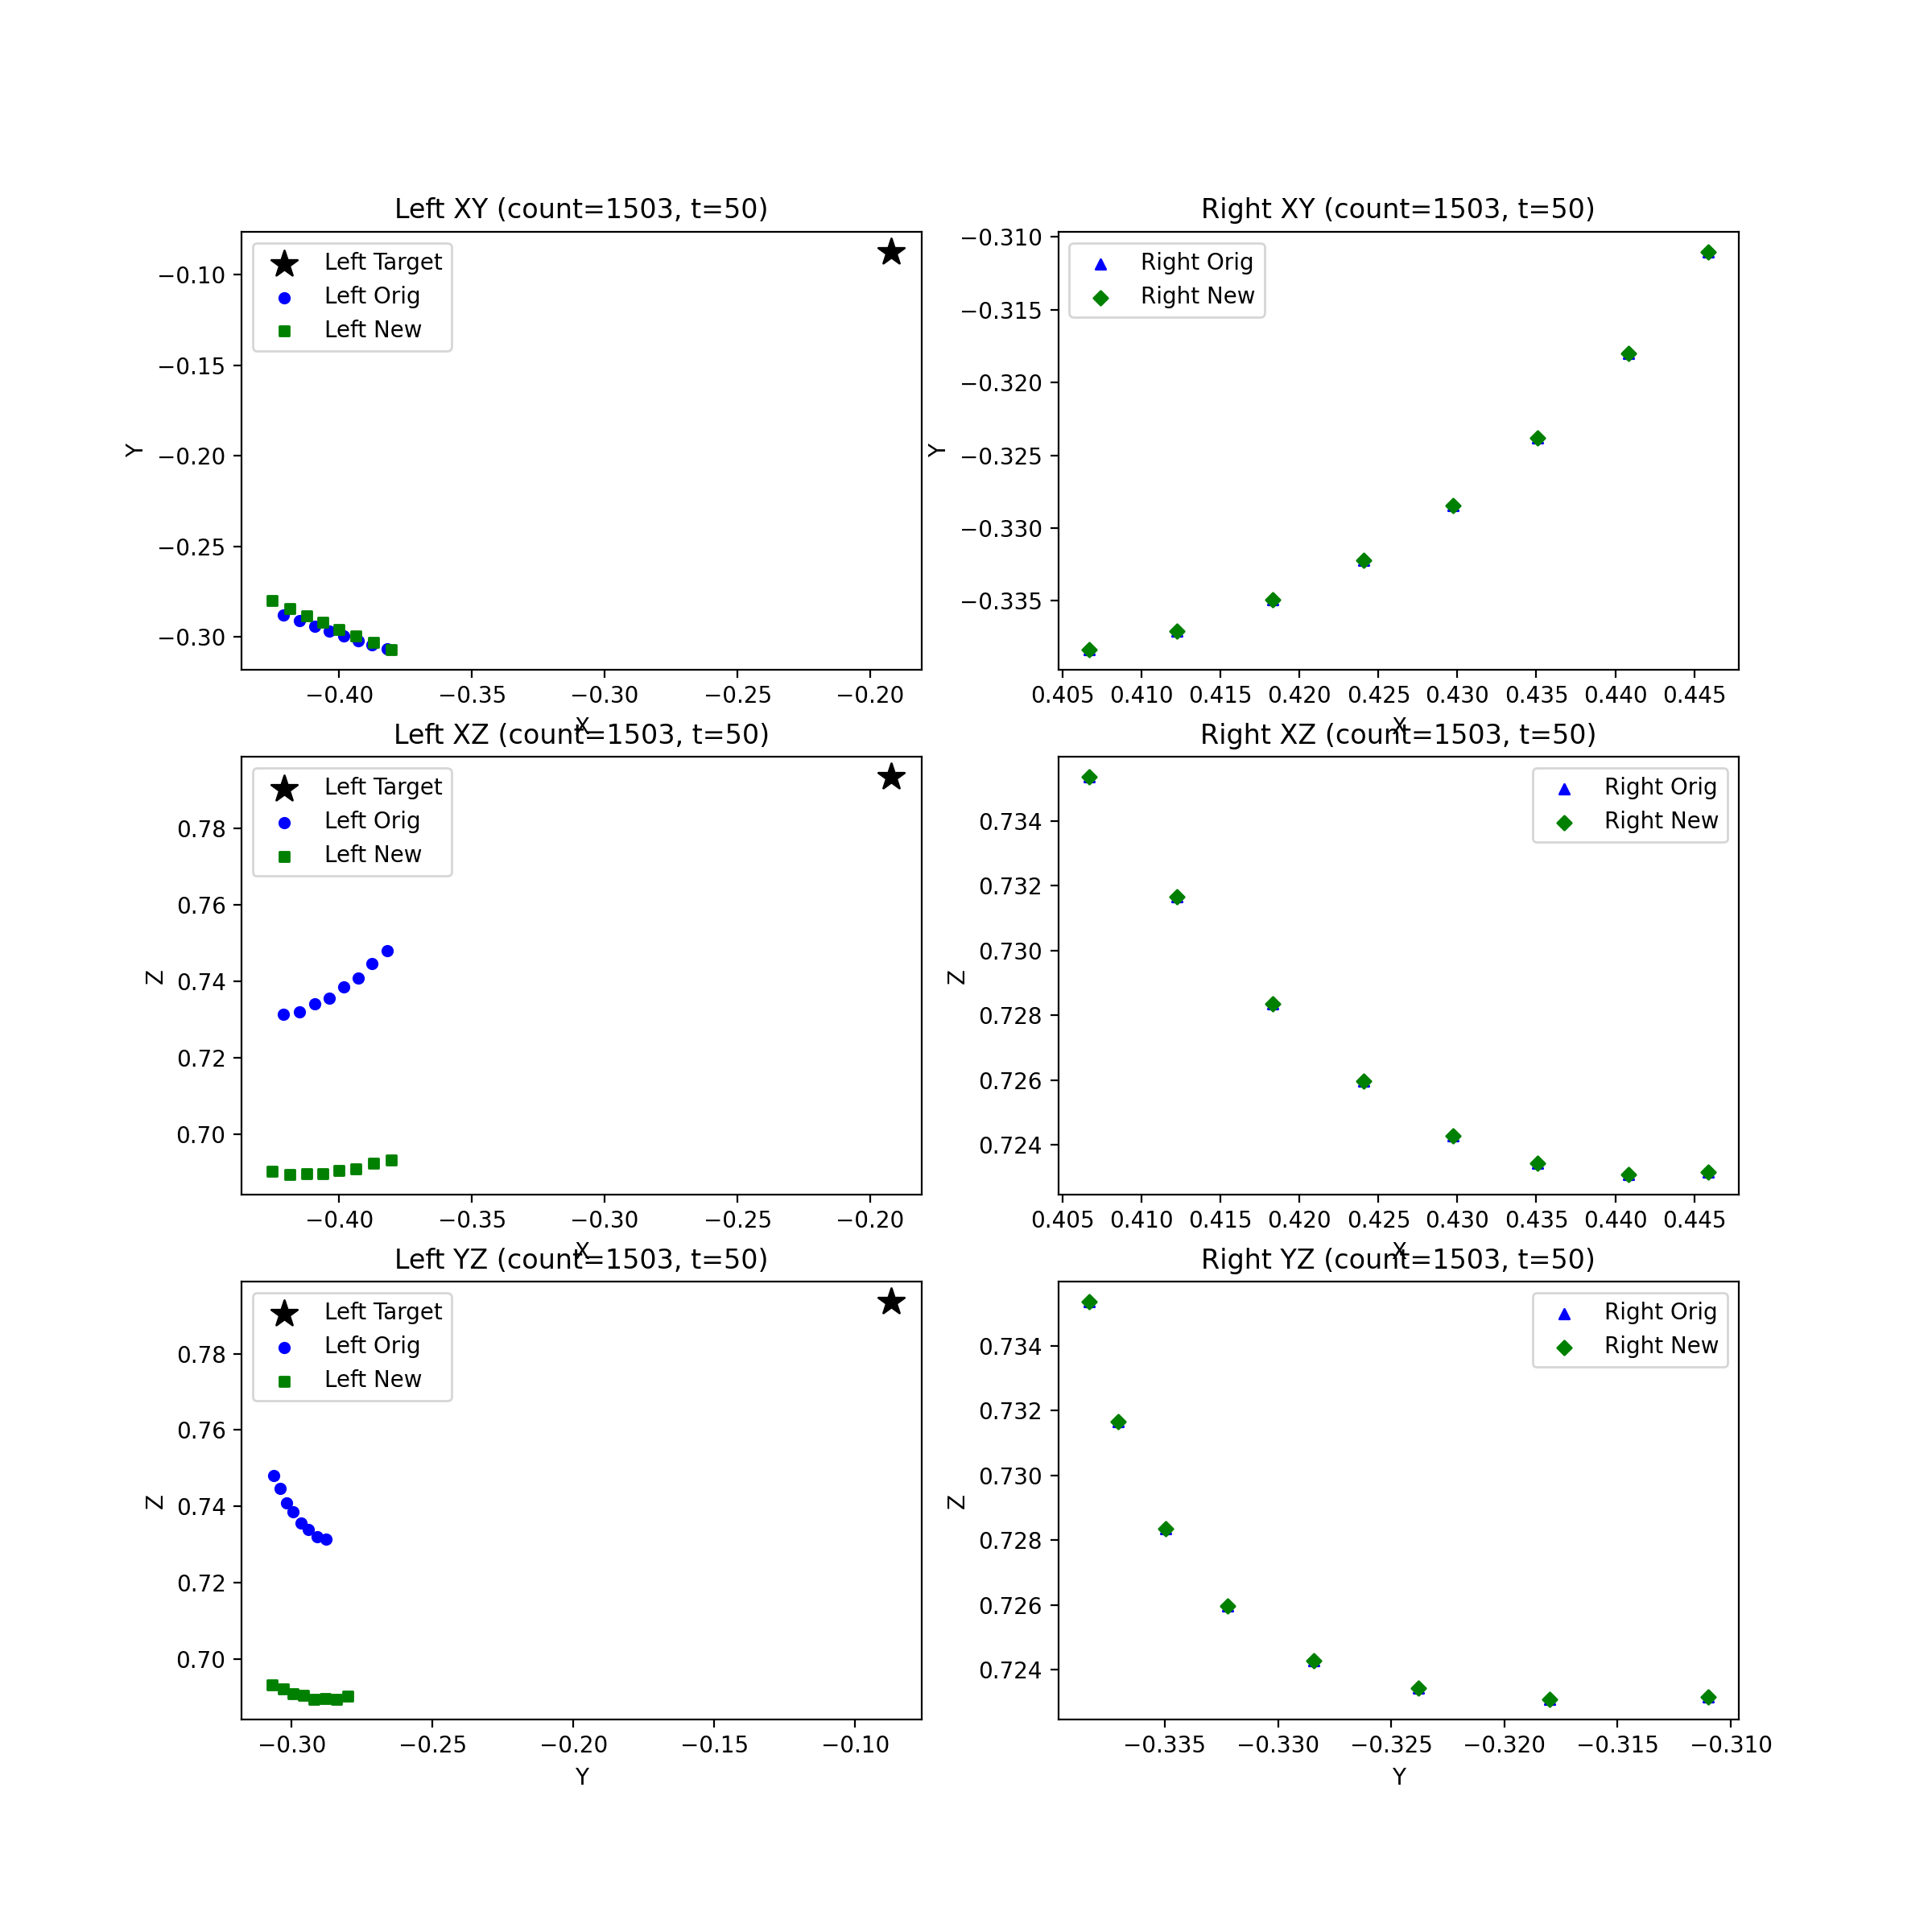 Left XY (count=1503, t=50)
Left Target
Left Orig
Left New
−0.10
−0.15
−0.20
−0.25
−0.30
Y
−0.40 −0.35 −0.30 −0.25 −0.20
X
Right XY (count=1503, t=50)
Right Orig
Right New
−0.310
−0.315
−0.320
−0.325
−0.330
−0.335
Y
0.405 0.410 0.415 0.420 0.425 0.430 0.435 0.440 0.445
X
Left XZ (count=1503, t=50)
Left Target
Left Orig
Left New
0.78
0.76
0.74
0.72
0.70
Z
−0.40 −0.35 −0.30 −0.25 −0.20
X
Right XZ (count=1503, t=50)
Right Orig
Right New
0.734
0.732
0.730
0.728
0.726
0.724
Z
0.405 0.410 0.415 0.420 0.425 0.430 0.435 0.440 0.445
X
Left YZ (count=1503, t=50)
Left Target
Left Orig
Left New
0.78
0.76
0.74
0.72
0.70
Z
−0.30 −0.25 −0.20 −0.15 −0.10
Y
Right YZ (count=1503, t=50)
Right Orig
Right New
0.734
0.732
0.730
0.728
0.726
0.724
Z
−0.335 −0.330 −0.325 −0.320 −0.315 −0.310
Y